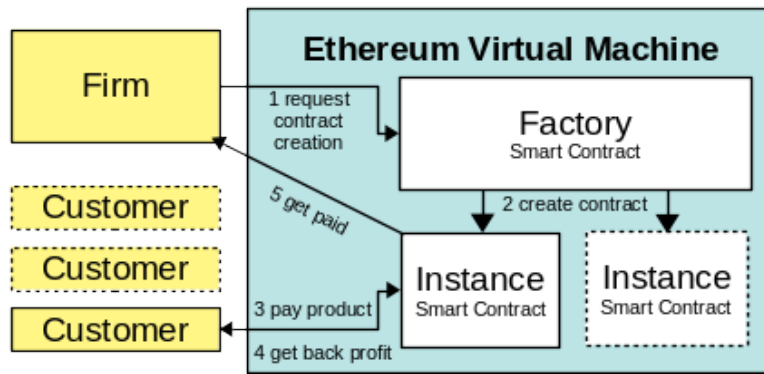 Ethereum Virtual Machine
Firm
1 request
contract
creation
Factory
Smart Contract
2 create contract
5 get paid
Customer
Customer
Customer
Instance
Smart Contract
Instance
Smart Contract
3 pay product
4 get back profit